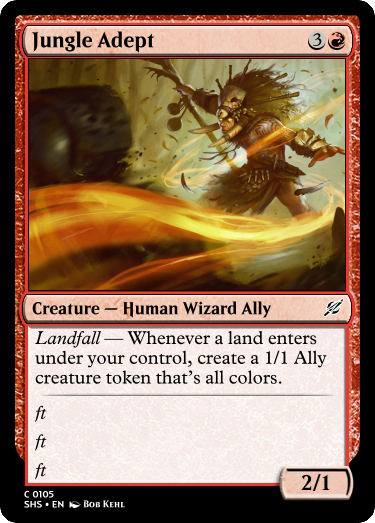 Jungle Adept 3
Creature — Human Wizard Ally
Landfall — Whenever a land enters
under your control, create a 1/1 Ally
creature token that's all colors.
ft
ft
ft
2/1
C 0105
SHS • EN Bob Kehl